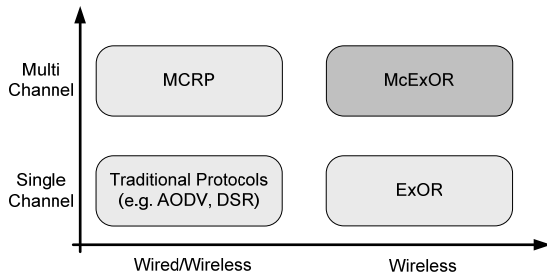 Multi
Channel
MCRP
McExOR
Single
Channel
Traditional Protocols
(e.g. AODV, DSR)
ExOR
Wired/Wireless
Wireless